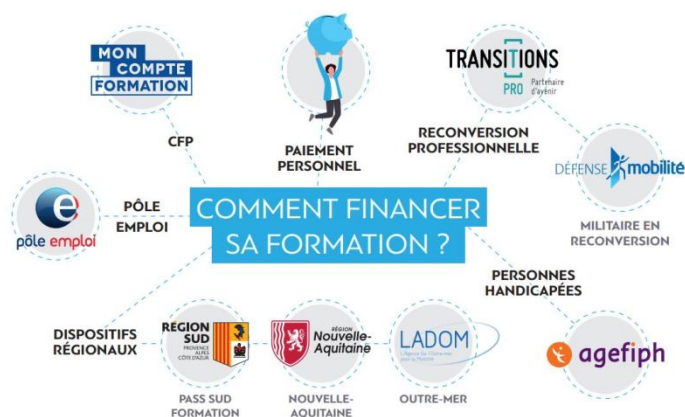 MON
COMPTE
FORMATION
CFP
PAIEMENT
PERSONNEL
TRANSITIONS
PRO
Partenaire
d'avenir
RECONVERSION
PROFESSIONNELLE
DÉFENSE mobilité
MILITAIRE EN
RECONVERSION
pôle emploi
PÔLE
EMPLOI
COMMENT FINANCER
SA FORMATION ?
PERSONNES
HANDICAPÉES
agefiph
DISPOSITIFS
RÉGIONAUX
RÉGION
SUD
PROVENCE
ALPES
CÔTE D'AZUR
PASS SUD
FORMATION
RÉGION
Nouvelle-
Aquitaine
NOUVELLE-
AQUITAINE
LADOM
L'Agence de l'Outre-mer
pour la Mobilité
OUTRE-MER